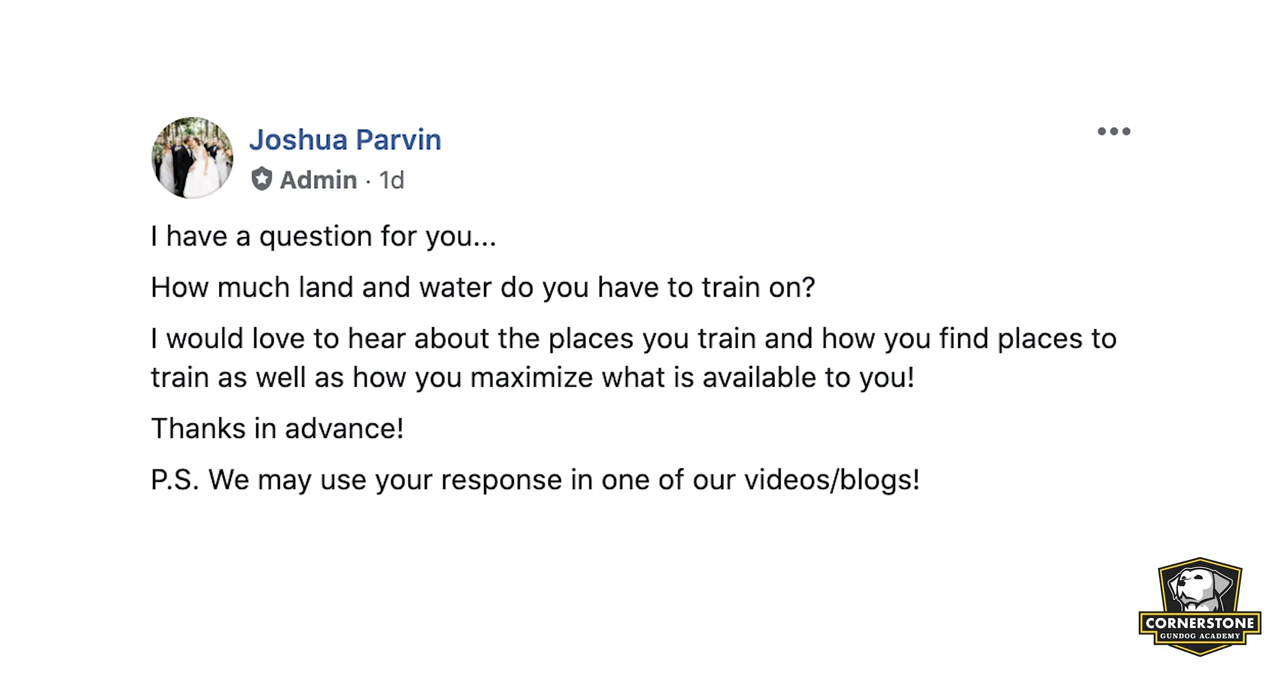 Joshua Parvin
Admin · 1d
I have a question for you...
How much land and water do you have to train on?
I would love to hear about the places you train and how you find places to
train as well as how you maximize what is available to you!
Thanks in advance!
P.S. We may use your response in one of our videos/blogs!
CORNERSTONE
GUNDOG ACADEMY